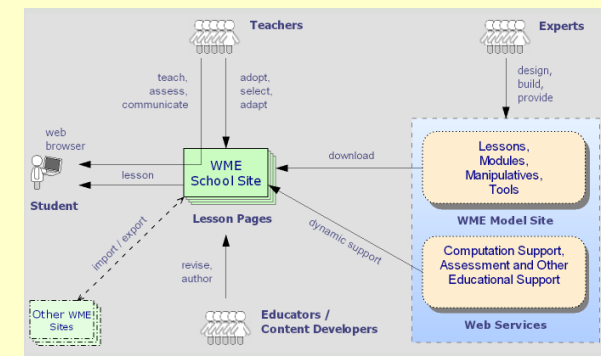 Teachers
Experts
teach,
assess,
communicate
adopt,
select,
adapt
design,
build,
provide
web
browser
WME
School Site
download
Lessons,
Modules,
Manipulatives,
Tools
lesson
Student
Lesson Pages
WME Model Site
import / export
dynamic support
Computation Support,
Assessment and Other
Educational Support
revise,
author
Other WME
Sites
Educators /
Content Developers
Web Services